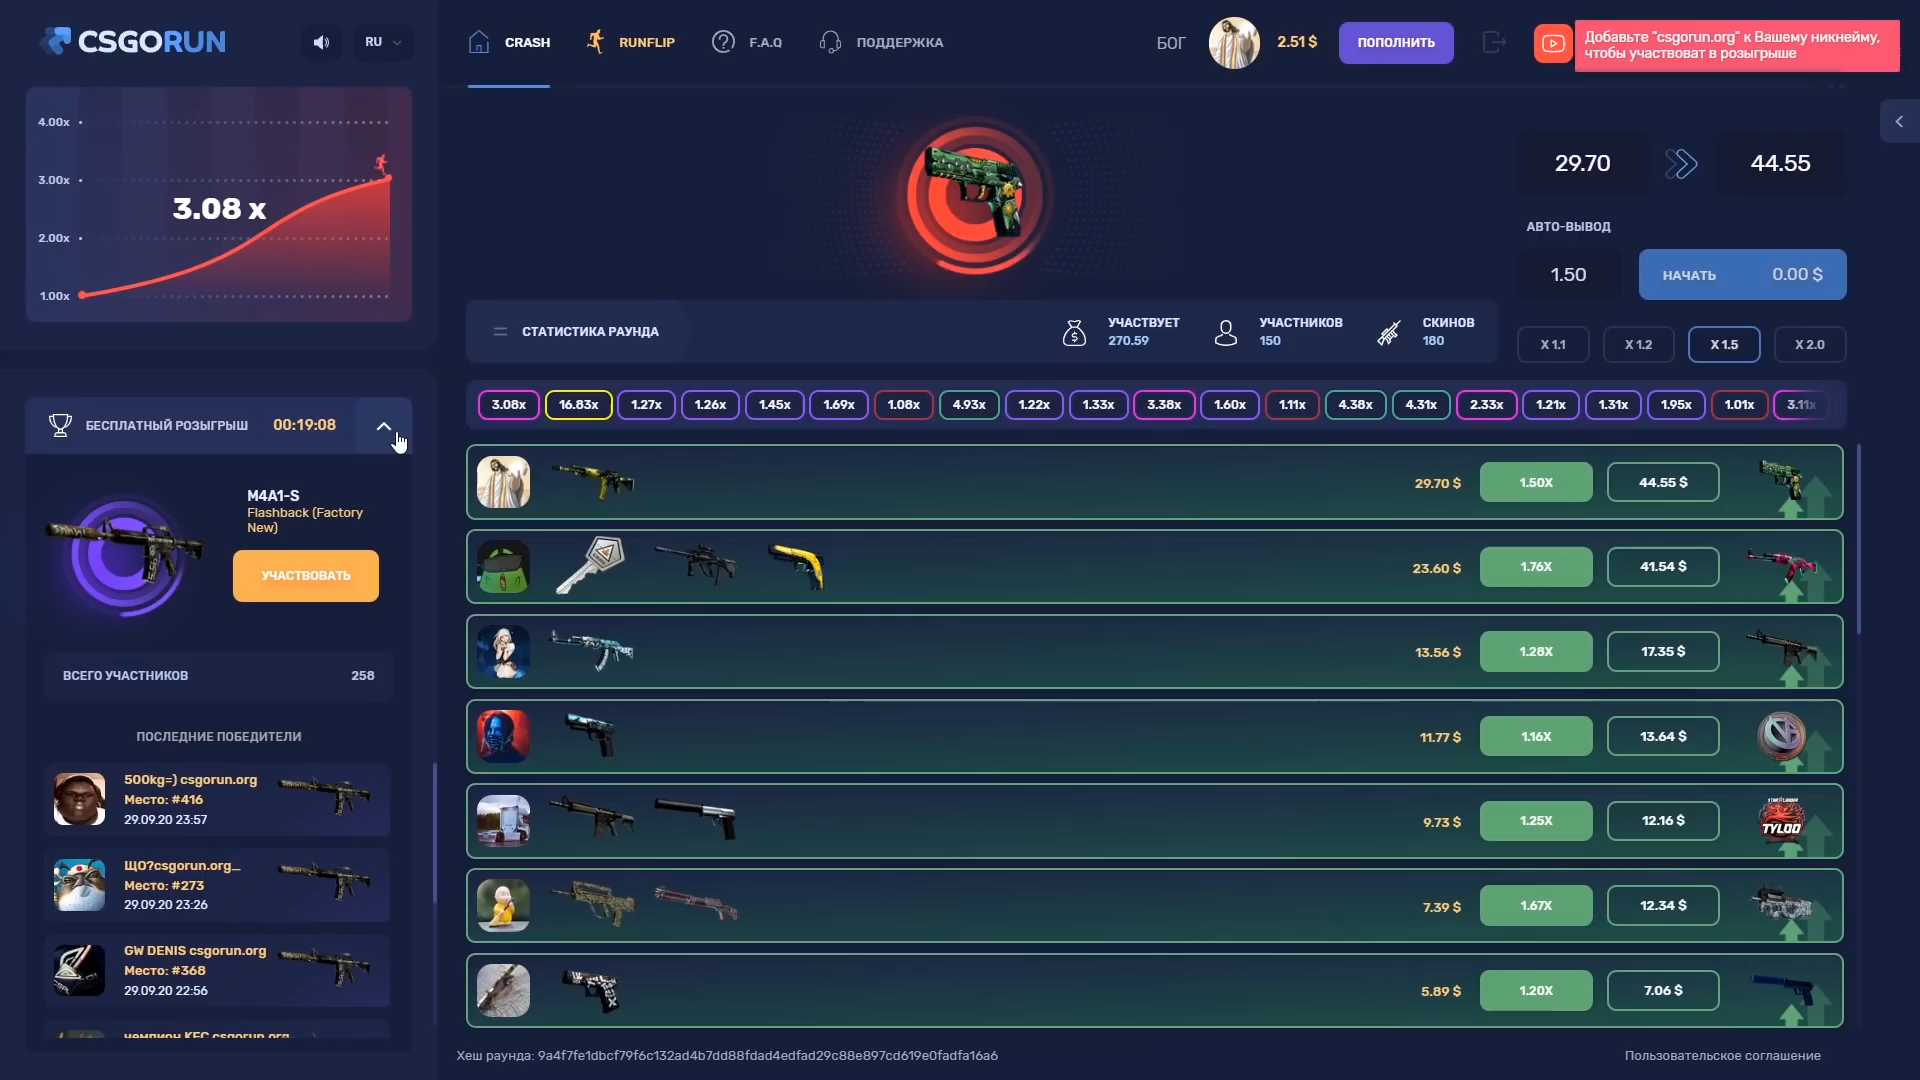 CSGORUN
RU
CRASH
RUNFLIP
F.A.Q
ПОДДЕРЖКА
БОГ
2.51 $
ПОПОЛНИТЬ
Добавьте "csgorun.org" к Вашему никнейму,
чтобы участвоват в розыгрыше
4.00x
3.00x
2.00x
1.00x
3.08 x
29.70
44.55
АВТО-ВЫВОД
1.50
НАЧАТЬ
0.00 $
X 1.1
X 1.2
X 1.5
X 2.0
СТАТИСТИКА РАУНДА
УЧАСТВУЕТ
270.59
УЧАСТНИКОВ
150
СКИНОВ
180
3.08x
16.83x
1.27x
1.26x
1.45x
1.69x
1.08x
4.93x
1.22x
1.33x
3.38x
1.60x
1.11x
4.38x
4.31x
2.33x
1.21x
1.31x
1.95x
1.01x
3.11x
БЕСПЛАТНЫЙ РОЗЫГРЫШ
00:19:08
M4A1-S
Flashback (Factory
New)
УЧАСТВОВАТЬ
ВСЕГО УЧАСТНИКОВ
258
ПОСЛЕДНИЕ ПОБЕДИТЕЛИ
500kg=) csgorun.org
Место: #416
29.09.20 23:57
ЩО?csgorun.org_
Место: #273
29.09.20 23:26
GW DENIS csgorun.org
Место: #368
29.09.20 22:56
чемпион KFC csgorun.org
29.70 $
1.50X
44.55 $
23.60 $
1.76X
41.54 $
13.56 $
1.28X
17.35 $
11.77 $
1.16X
13.64 $
9.73 $
1.25X
12.16 $
TYLOO
7.39 $
1.67X
12.34 $
5.89 $
1.20X
7.06 $
Хеш раунда: 9a4f7fe1dbcf79f6c132ad4b7dd88fdad4edfad29c88e897cd619e0fadfa16a6
Пользовательское соглашение